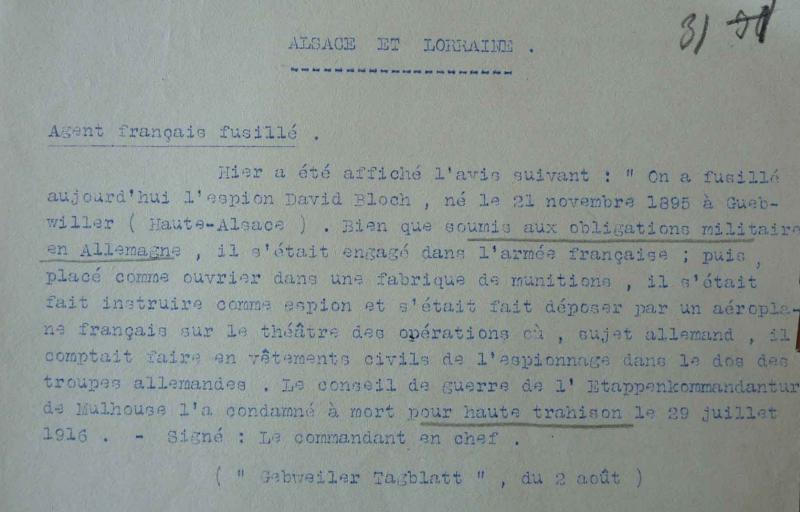 ALSACE ET LORRAINE .
31
Agent français fusillé .
Hier a été affiché l'avis suivant : " On a fusillé
aujourd'hui l'espion David Bloch , né le 21 novembre 1895 à Gueb-
willer ( Haute-Alsace ) . Bien que soumis aux obligations militaire
en Allemagne , il s'était engagé dans l'armée française ; puis ,
placé comme ouvrier dans une fabrique de munitions , il s'était
fait instruire comme espion et s'était fait déposer par un aéropla-
ne français sur le théâtre des opérations où , sujet allemand , il
comptait faire en vêtements civils de l'espionnage dans le dos des
troupes allemandes . Le conseil de guerre de l' Etappenkommandantur
de Mulhouse l'a condamné à mort pour haute trahison le 29 juillet
1916 . - Signé : Le commandant en chef .
( " Gebweiler Tagblatt " , du 2 août )